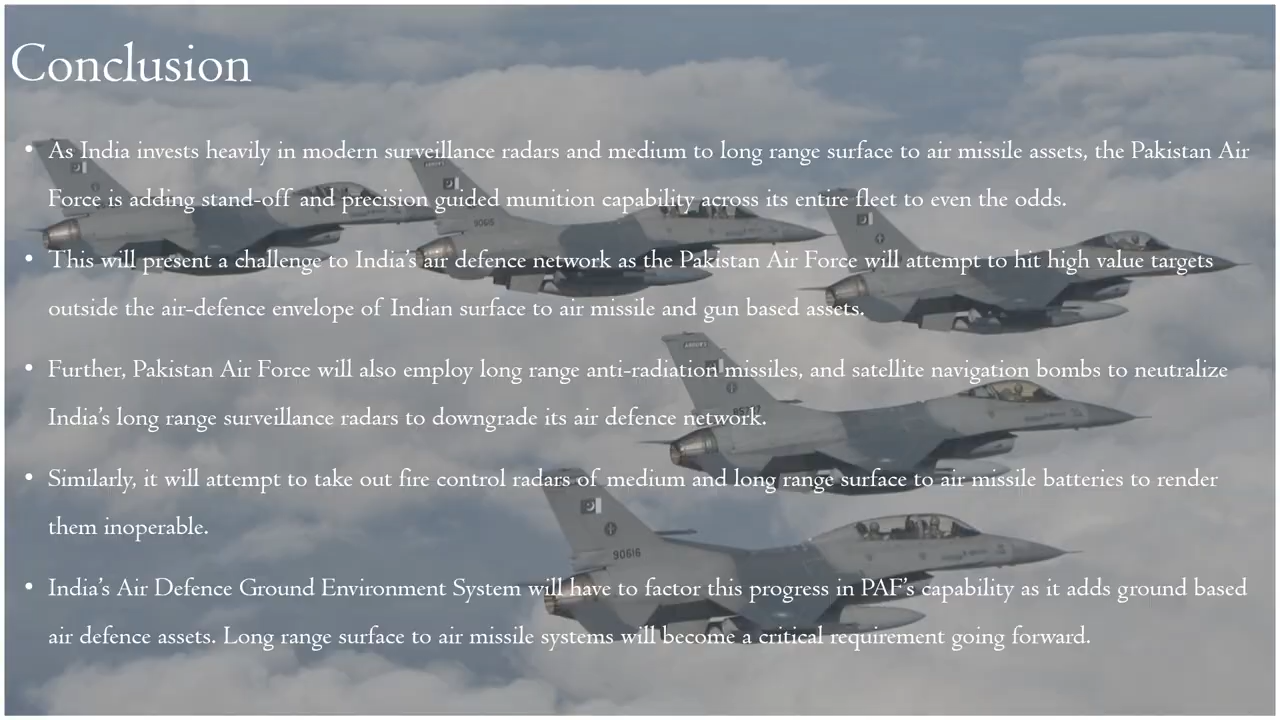 Conclusion
• As India invests heavily in modern surveillance radars and medium to long range surface to air missile assets, the Pakistan Air
Force is adding stand-off and precision guided munition capability across its entire fleet to even the odds.
• This will present a challenge to India's air defence network as the Pakistan Air Force will attempt to hit high value targets
outside the air-defence envelope of Indian surface to air missile and gun based assets.
• Further, Pakistan Air Force will also employ long range anti-radiation missiles, and satellite navigation bombs to neutralize
India's long range surveillance radars to downgrade its air defence network.
• Similarly, it will attempt to take out fire control radars of medium and long range surface to air missile batteries to render
them inoperable.
90616
• India's Air Defence Ground Environment System will have to factor this progress in PAF's capability as it adds ground based
air defence assets. Long range surface to air missile systems will become a critical requirement going forward.